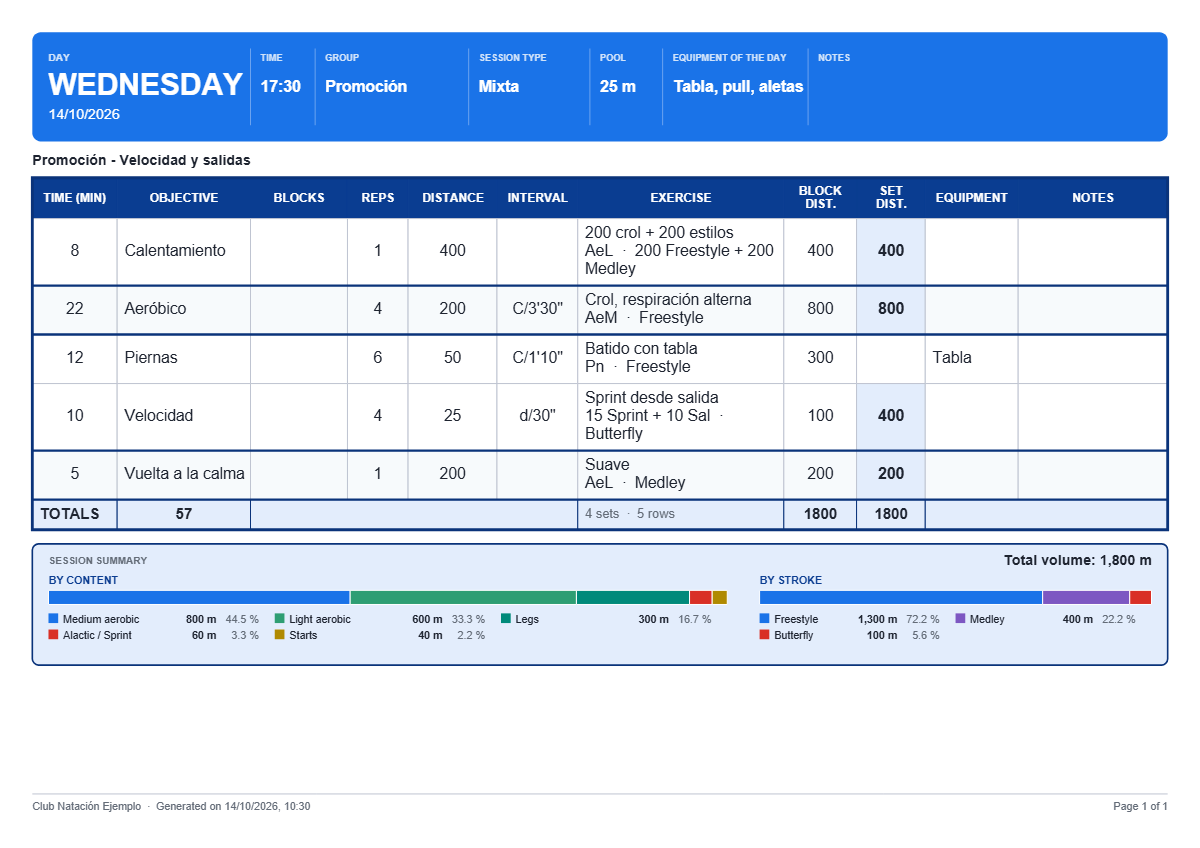 DAY
WEDNESDAY
14/10/2026
TIME
17:30
GROUP
Promoción
SESSION TYPE
Mixta
POOL
25 m
EQUIPMENT OF THE DAY
Tabla, pull, aletas
NOTES
Promoción - Velocidad y salidas
TIME (MIN) OBJECTIVE BLOCKS REPS DISTANCE INTERVAL EXERCISE BLOCK DIST. SET DIST. EQUIPMENT NOTES
8 Calentamiento 1 400 200 crol + 200 estilos
AeL · 200 Freestyle + 200
Medley
400 400
22 Aeróbico 4 200 C/3'30" Crol, respiración alterna
AeM · Freestyle
800 800
12 Piernas 6 50 C/1'10" Batido con tabla
Pn · Freestyle
300 Tabla
10 Velocidad 4 25 d/30" Sprint desde salida
15 Sprint + 10 Sal ·
Butterfly
100 400
5 Vuelta a la calma 1 200 Suave
AeL · Medley
200 200
TOTALS 57 4 sets · 5 rows 1800 1800
SESSION SUMMARY
Total volume: 1,800 m
BY CONTENT
Medium aerobic 800 m 44.5 % Light aerobic 600 m 33.3 % Legs 300 m 16.7 %
Alactic / Sprint 60 m 3.3 % Starts 40 m 2.2 %
BY STROKE
Freestyle 1,300 m 72.2 % Medley 400 m 22.2 %
Butterfly 100 m 5.6 %
Club Natación Ejemplo · Generated on 14/10/2026, 10:30
Page 1 of 1